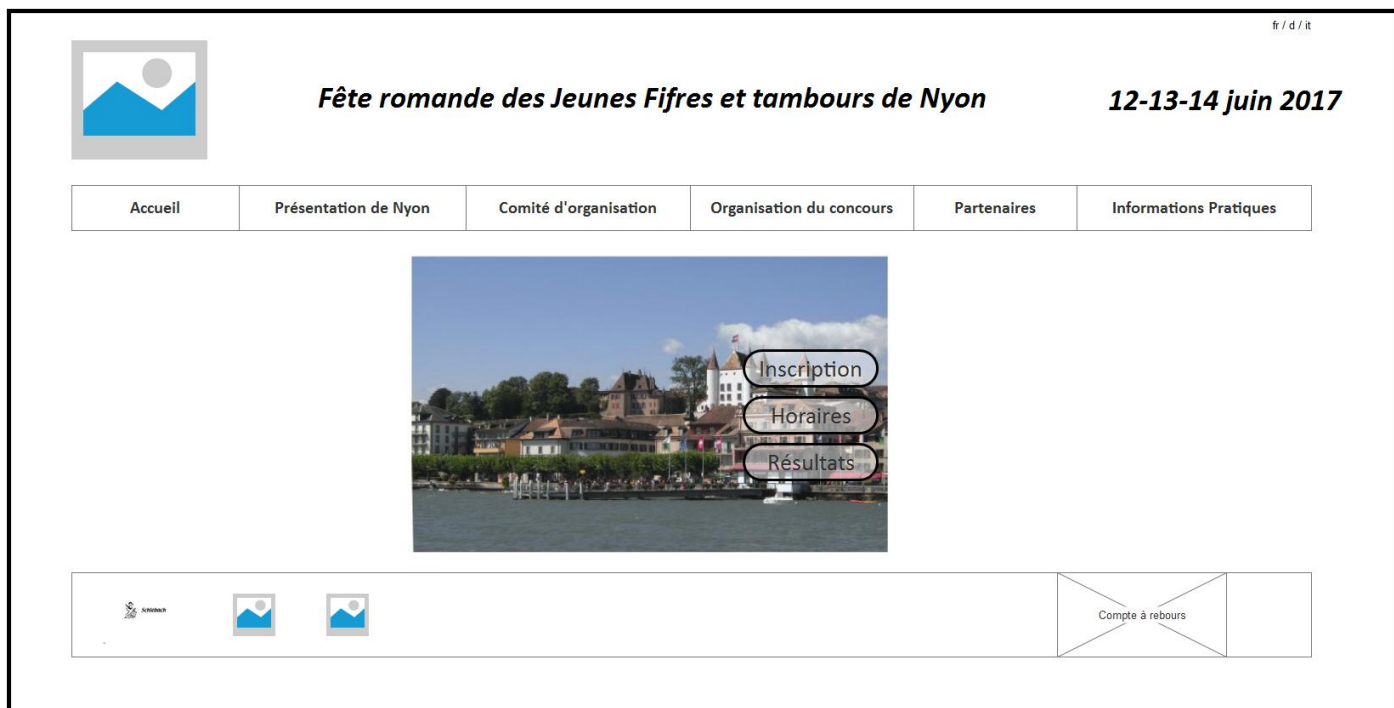 fr / d / it
Fête romande des Jeunes Fifres et tambours de Nyon
12-13-14 juin 2017
Accueil
Présentation de Nyon
Comité d'organisation
Organisation du concours
Partenaires
Informations Pratiques
Inscription
Horaires
Résultats
Compte à rebours